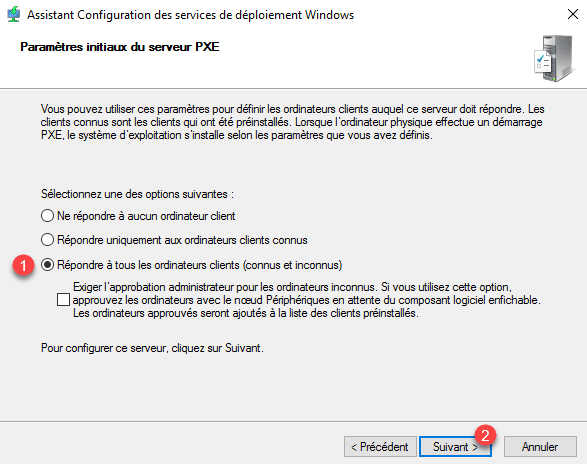 Assistant Configuration des services de déploiement Windows
Paramètres initiaux du serveur PXE
Vous pouvez utiliser ces paramètres pour définir les ordinateurs clients auquel ce serveur doit répondre. Les
clients connus sont les clients qui ont été préinstallés. Lorsque l'ordinateur physique effectue un démarrage
PXE, le système d'exploitation s'installe selon les paramètres que vous avez définis.
Sélectionnez une des options suivantes :
Ne répondre à aucun ordinateur client
Répondre uniquement aux ordinateurs clients connus
1 Répondre à tous les ordinateurs clients (connus et inconnus)
Exiger l'approbation administrateur pour les ordinateurs inconnus. Si vous utilisez cette option,
approuvez les ordinateurs avec le nœud Périphériques en attente du composant logiciel enfichable.
Les ordinateurs approuvés seront ajoutés à la liste des clients préinstallés.
Pour configurer ce serveur, cliquez sur Suivant.
2
< Précédent Suivant > Annuler